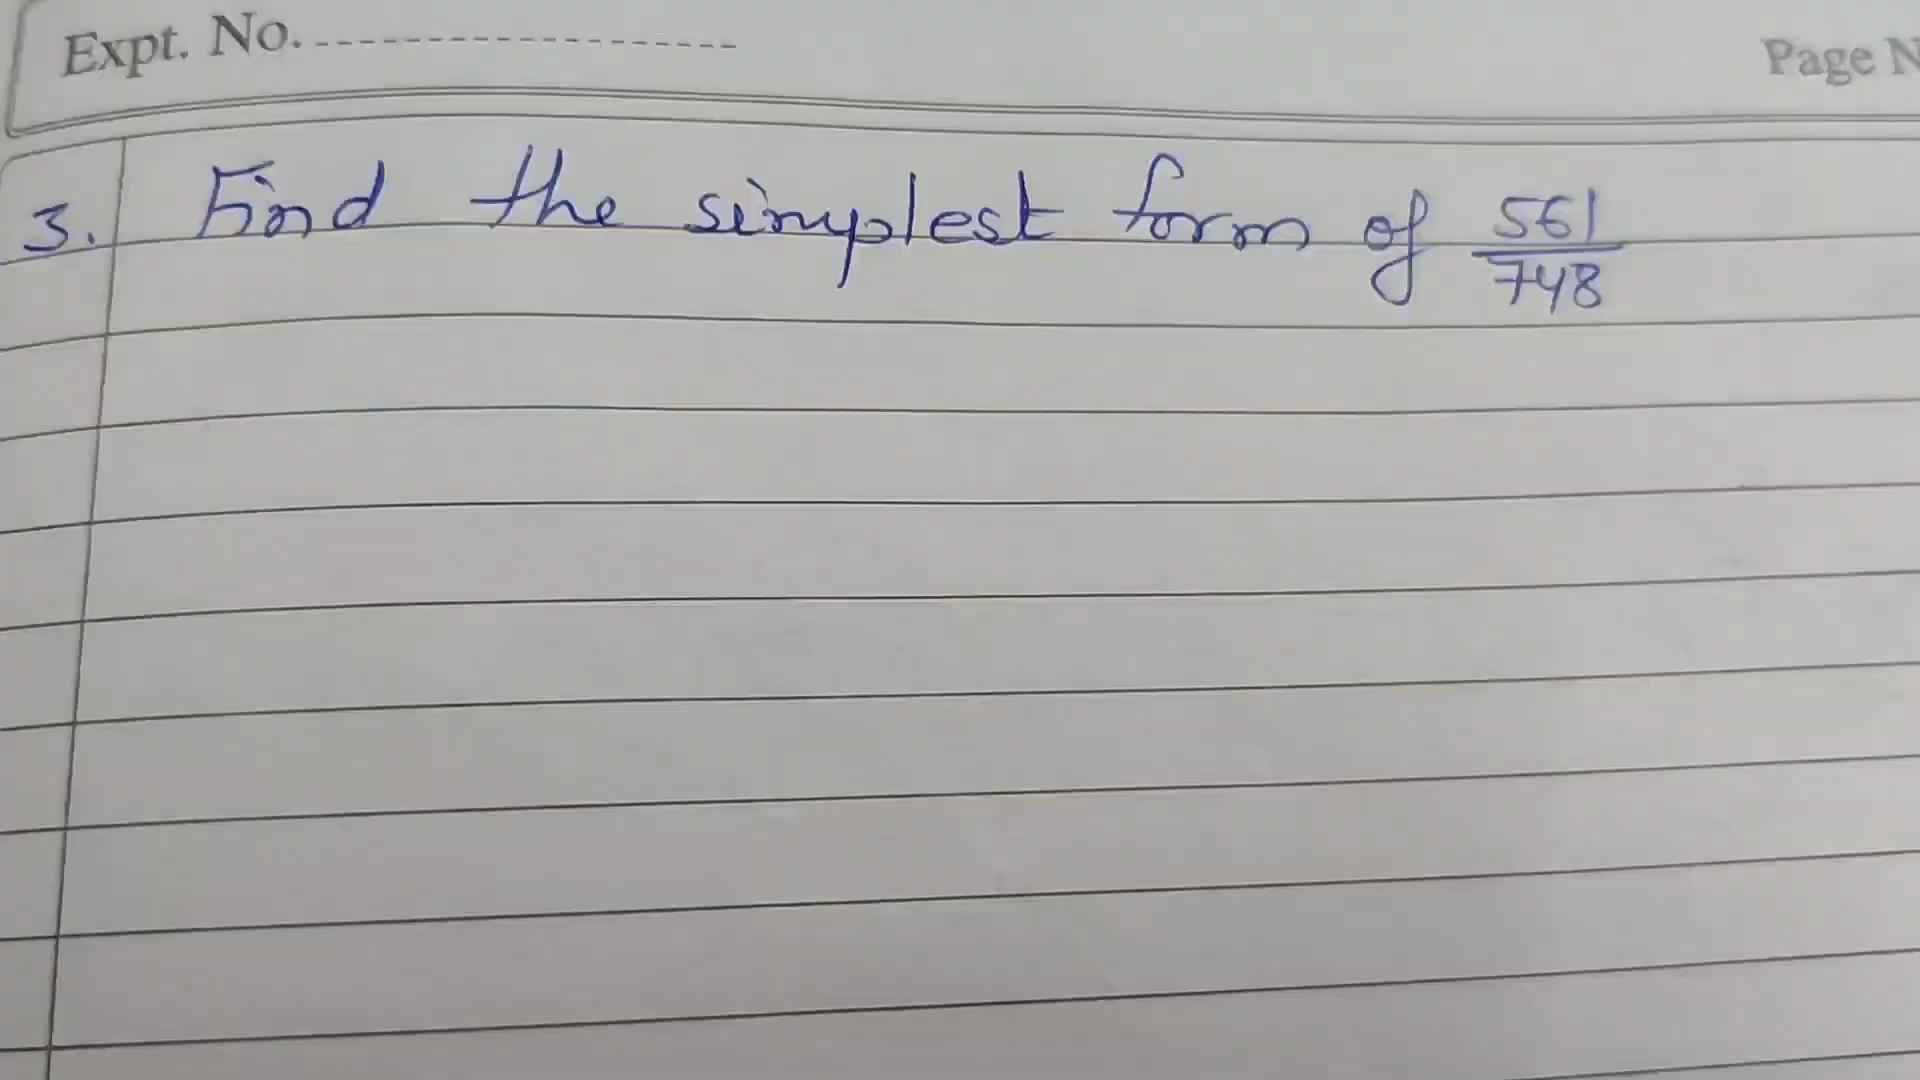 Expt. No.
Page N
3. Find the simplest form of 561/748